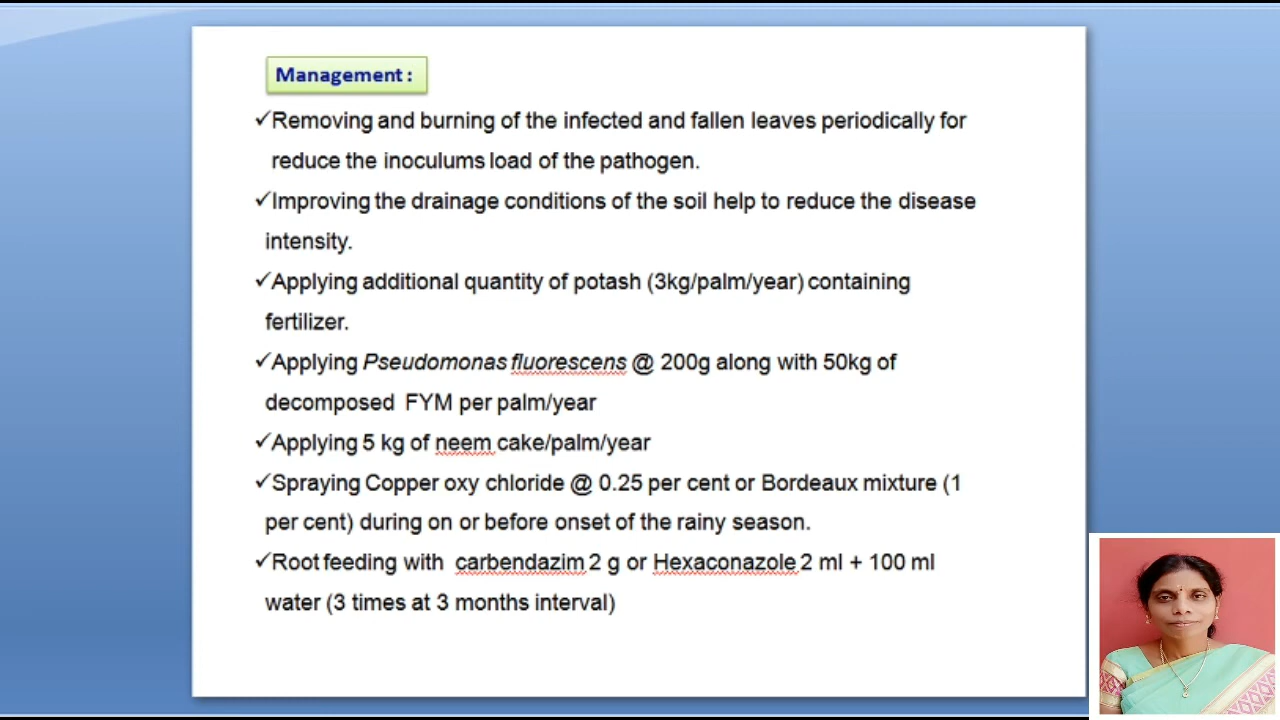 Management :
✓Removing and burning of the infected and fallen leaves periodically for
reduce the inoculums load of the pathogen.
✓Improving the drainage conditions of the soil help to reduce the disease
intensity.
✓Applying additional quantity of potash (3kg/palm/year) containing
fertilizer.
✓Applying Pseudomonas fluorescens @ 200g along with 50kg of
decomposed FYM per palm/year
✓Applying 5 kg of neem cake/palm/year
✓Spraying Copper oxy chloride @ 0.25 per cent or Bordeaux mixture (1
per cent) during on or before onset of the rainy season.
✓Root feeding with carbendazim 2 g or Hexaconazole 2 ml + 100 ml
water (3 times at 3 months interval)